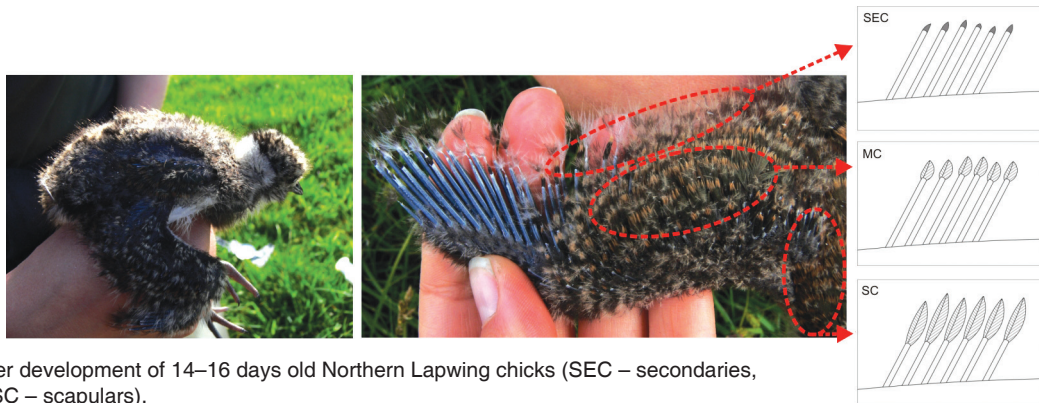 SEC
MC
SC
er development of 14–16 days old Northern Lapwing chicks (SEC – secondaries,
SC – scapulars).